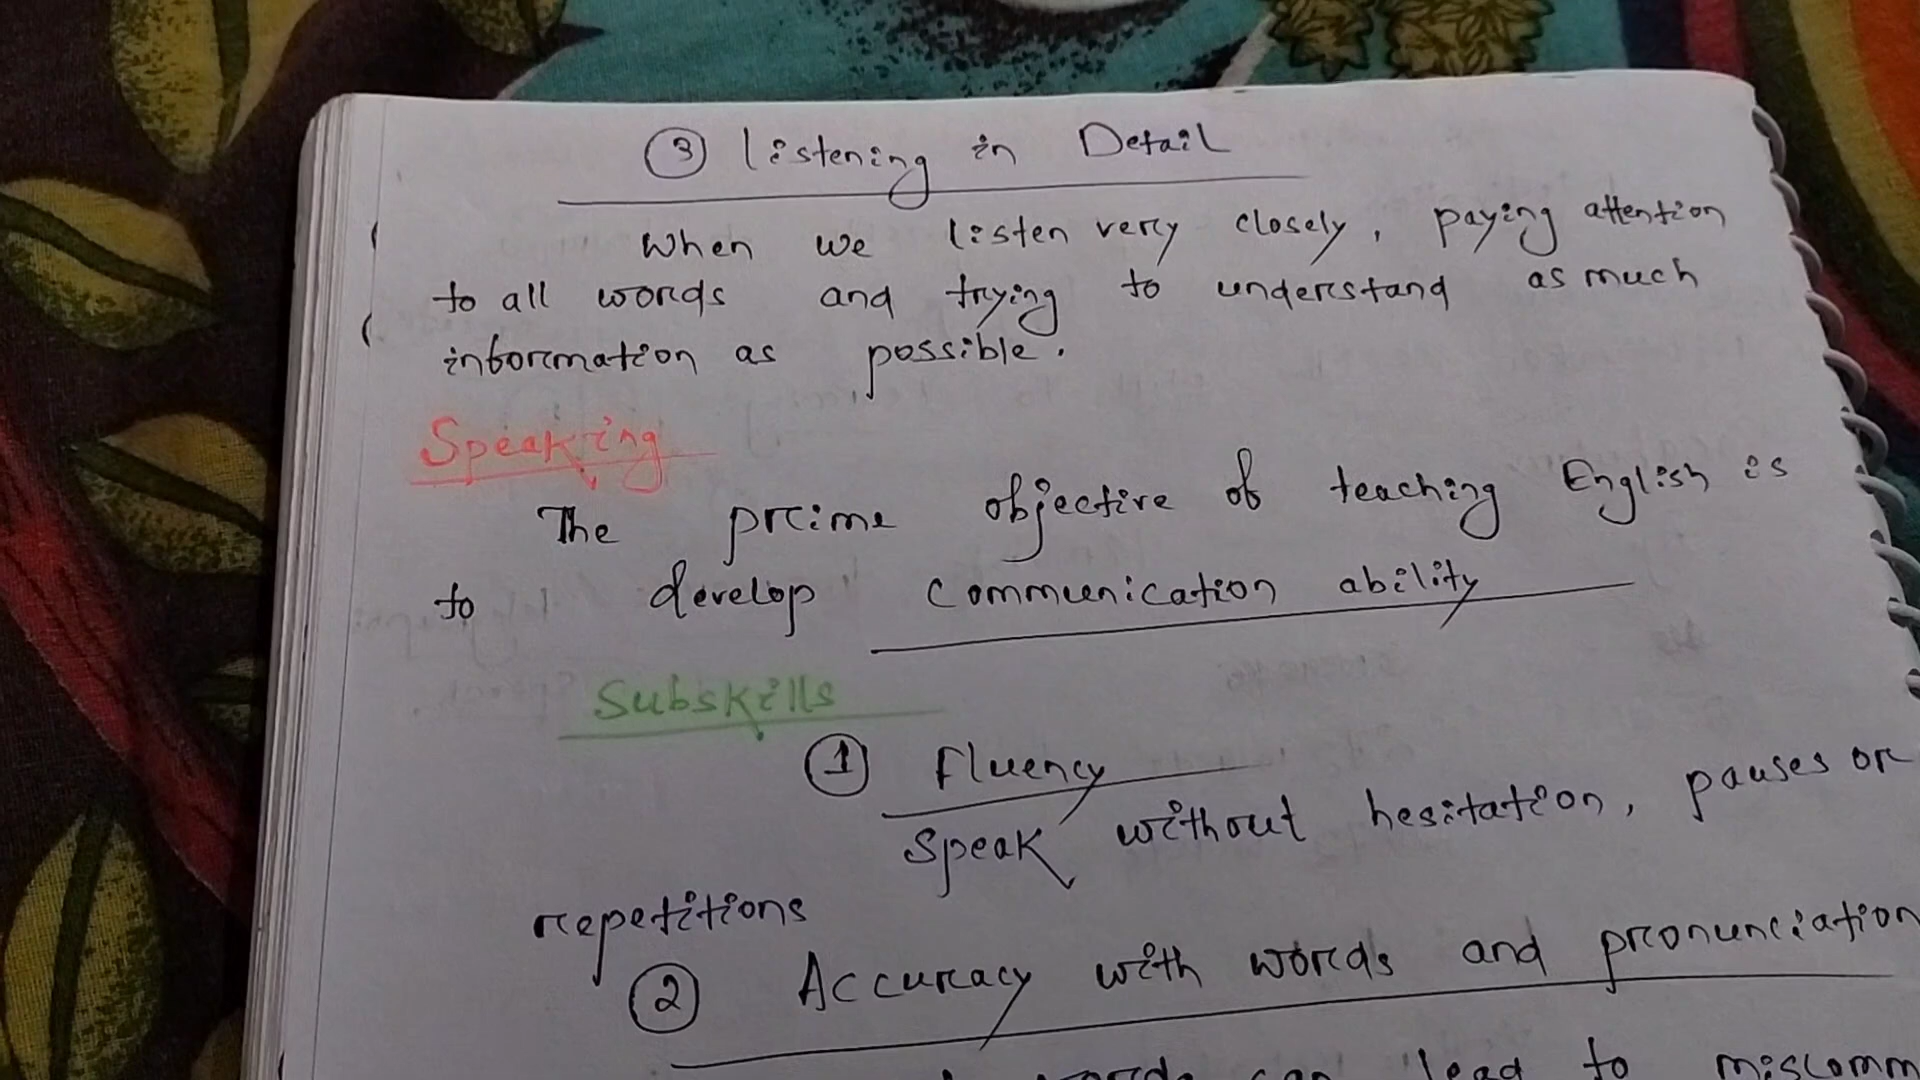 ③ Listening in Detail
When we listen very closely, paying attention
to all words and trying to understand as much
information as possible.
Speaking
The prime objective of teaching English is
to develop communication ability
Subskills
① Fluency
Speak without hesitation, pauses or
repetitions
② Accuracy with words and pronunciation
words can lead to miscomm